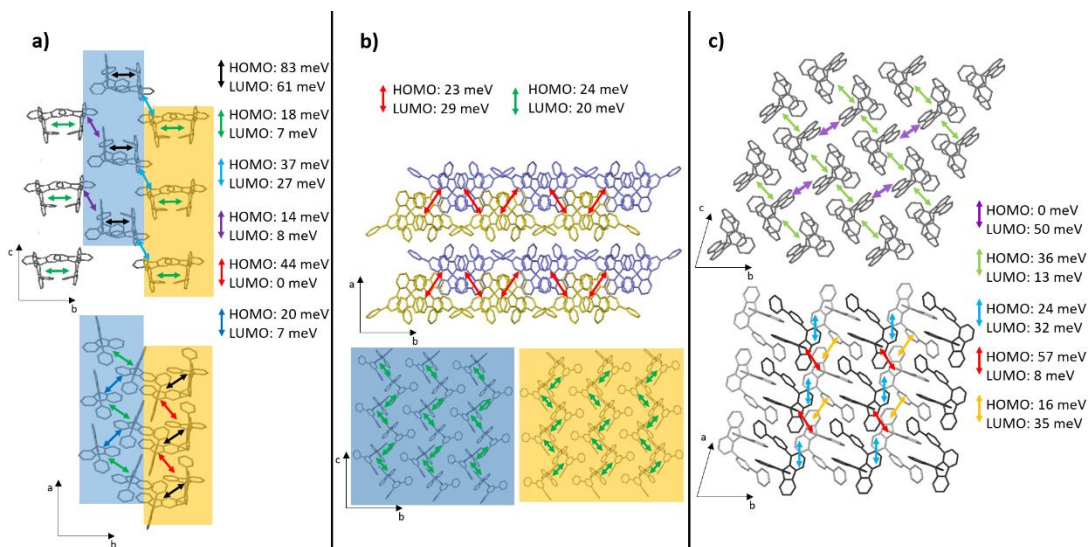 a)
HOMO: 83 meV
LUMO: 61 meV
HOMO: 18 meV
LUMO: 7 meV
HOMO: 37 meV
LUMO: 27 meV
HOMO: 14 meV
LUMO: 8 meV
HOMO: 44 meV
LUMO: 0 meV
HOMO: 20 meV
LUMO: 7 meV
c
b
a
b
b)
HOMO: 23 meV
LUMO: 29 meV
HOMO: 24 meV
LUMO: 20 meV
a
b
c
b
c)
c
b
HOMO: 0 meV
LUMO: 50 meV
HOMO: 36 meV
LUMO: 13 meV
HOMO: 24 meV
LUMO: 32 meV
HOMO: 57 meV
LUMO: 8 meV
HOMO: 16 meV
LUMO: 35 meV
a
b